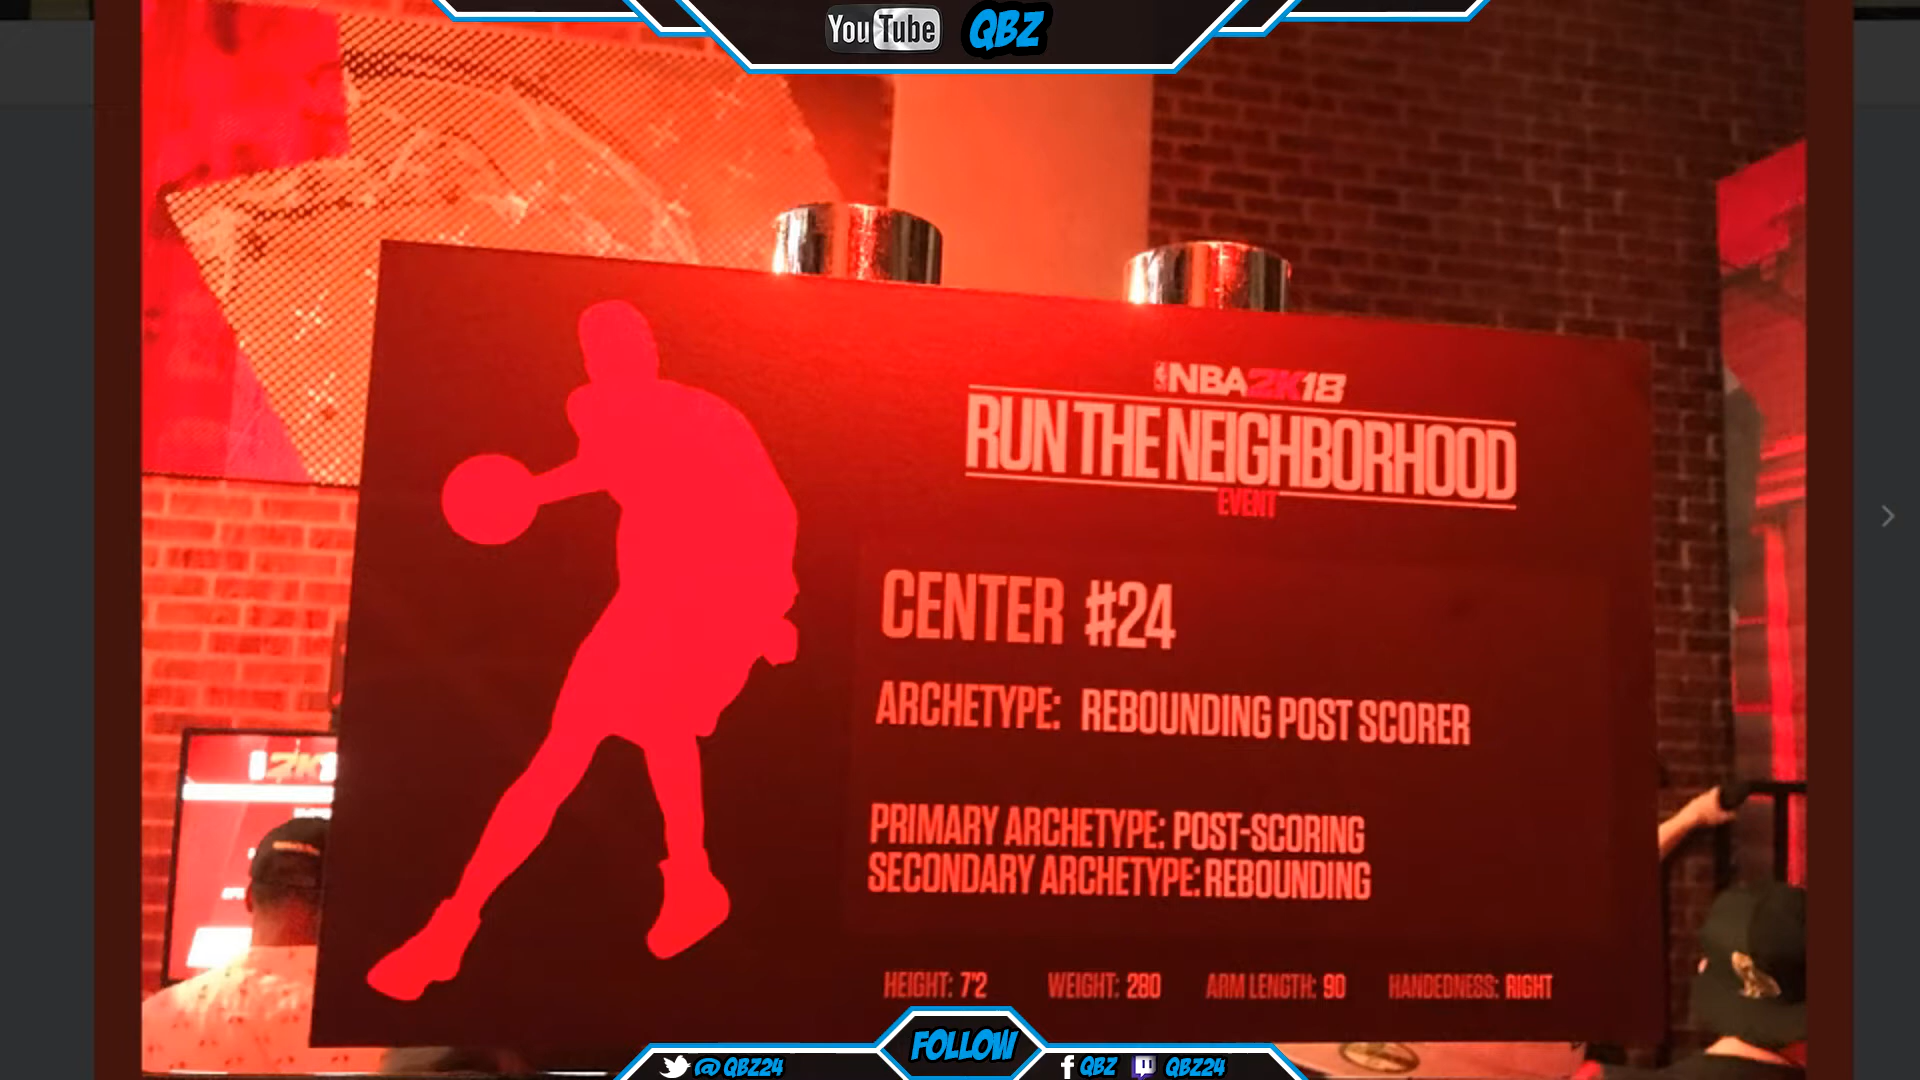 YouTube QBZ
NBA2K18
RUN THE NEIGHBORHOOD
EVENT
CENTER #24
ARCHETYPE: REBOUNDING POST SCORER
PRIMARY ARCHETYPE: POST-SCORING
SECONDARY ARCHETYPE: REBOUNDING
HEIGHT: 7'2 WEIGHT: 280 ARM LENGTH: 90 HANDEDNESS: RIGHT
2K
FOLLOW
@QBZ24 QBZ QBZ24